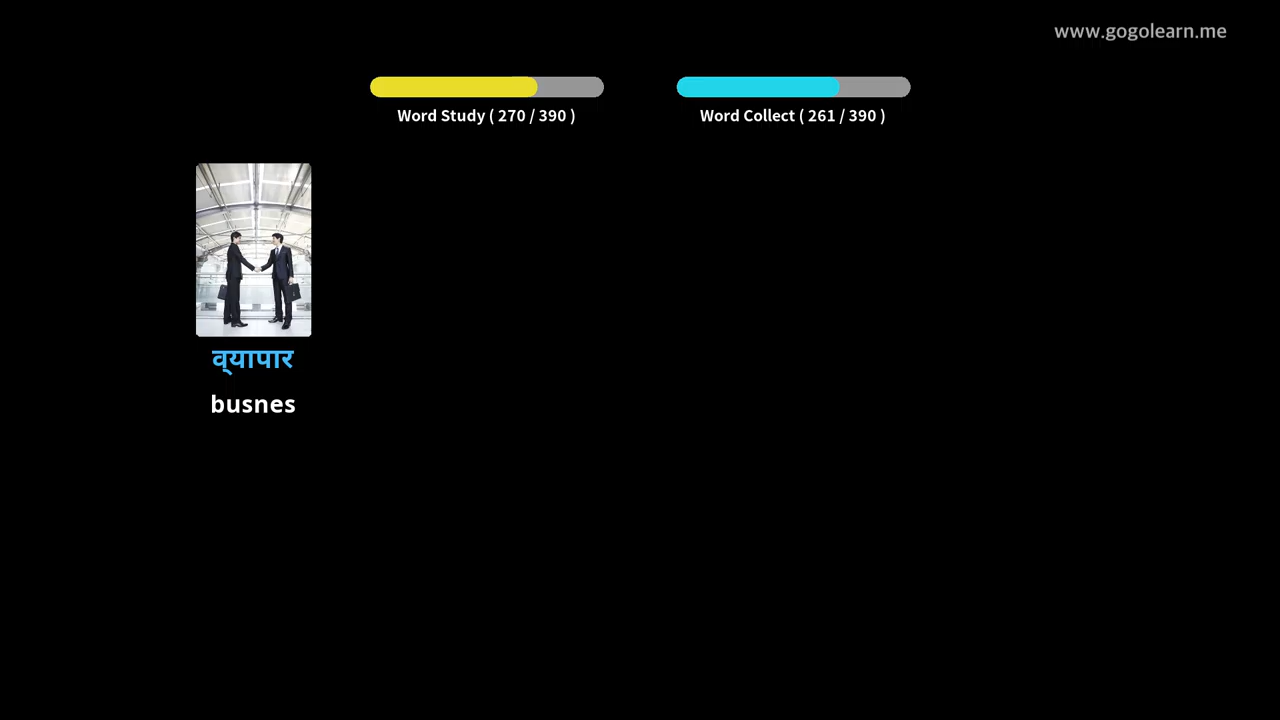 www.gogolearn.me
Word Study ( 270 / 390 )
Word Collect ( 261 / 390 )
व्यापार
busnes